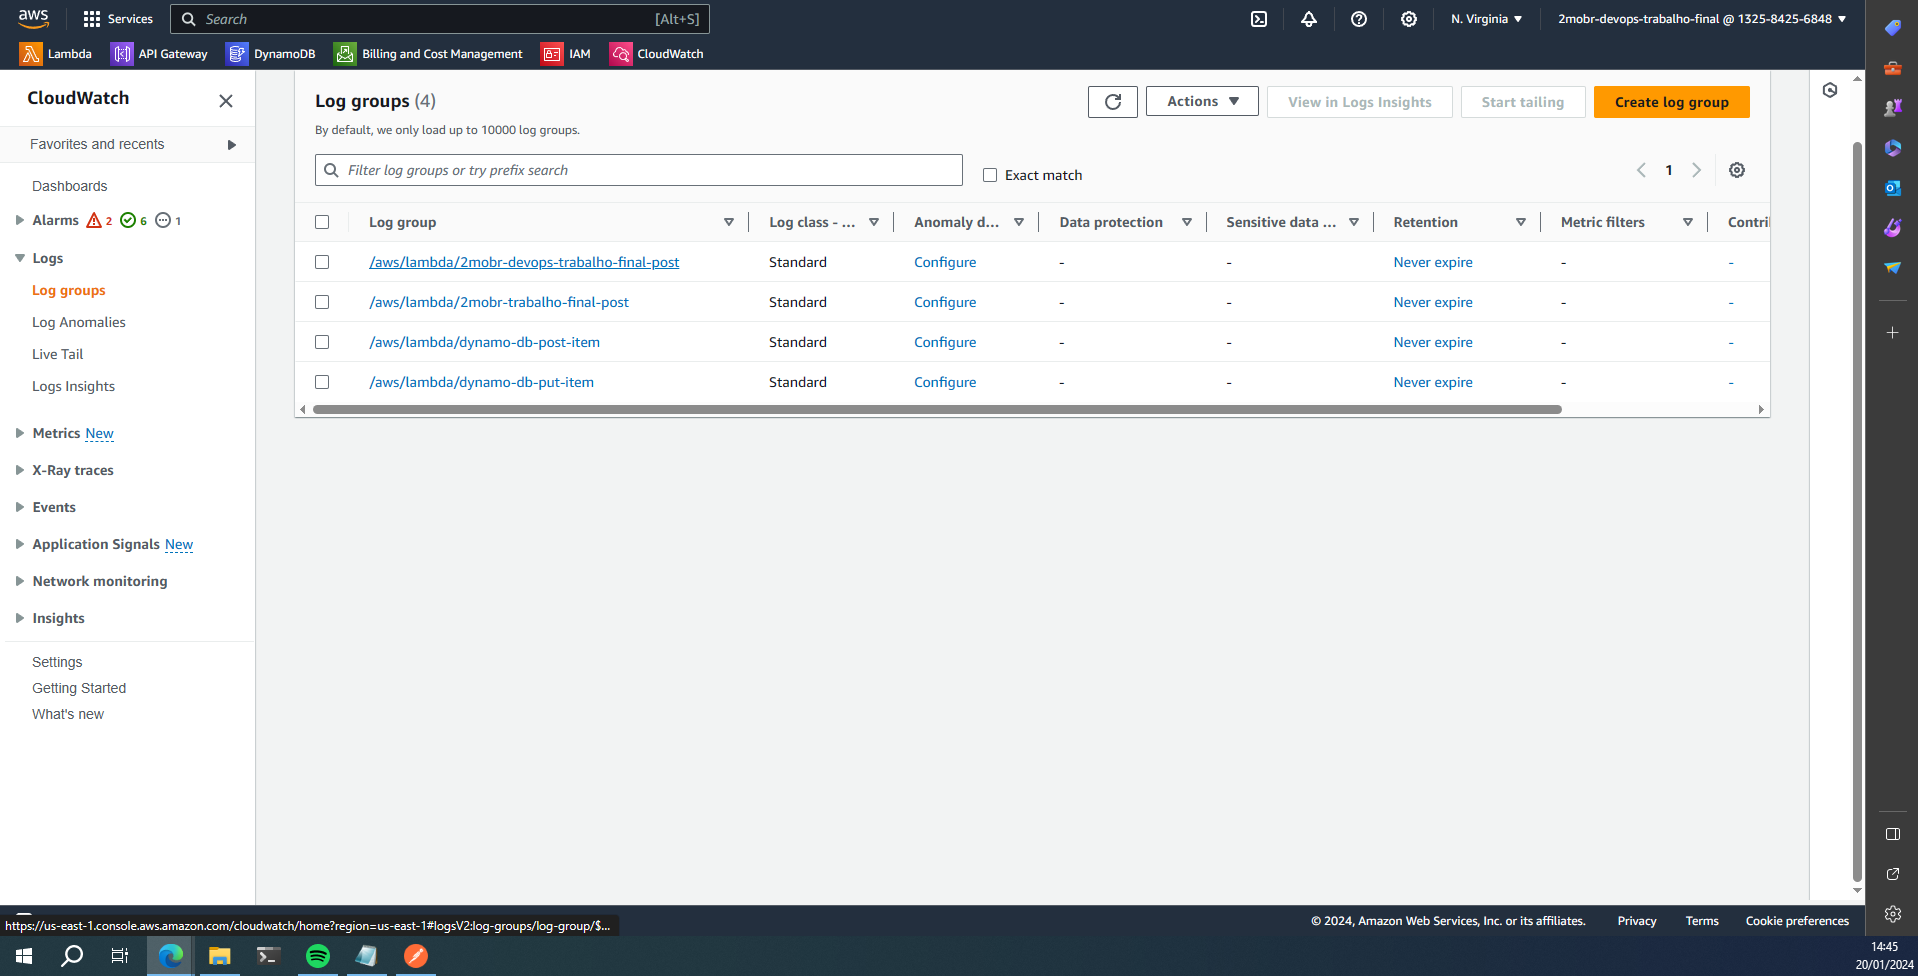 aws
Services
Search
[Alt+S]
N. Virginia
2mobr-devops-trabalho-final @ 1325-8425-6848
Lambda
API Gateway
DynamoDB
Billing and Cost Management
IAM
CloudWatch
CloudWatch
Favorites and recents
Dashboards
Alarms 2 6 1
Logs
Log groups
Log Anomalies
Live Tail
Logs Insights
Metrics New
X-Ray traces
Events
Application Signals New
Network monitoring
Insights
Settings
Getting Started
What's new
Log groups (4)
By default, we only load up to 10000 log groups.
Actions
View in Logs Insights
Start tailing
Create log group
Filter log groups or try prefix search
Exact match
1
Log group
Log class - ...
Anomaly d...
Data protection
Sensitive data ...
Retention
Metric filters
Contri
/aws/lambda/2mobr-devops-trabalho-final-post Standard Configure - - Never expire - -
/aws/lambda/2mobr-trabalho-final-post Standard Configure - - Never expire - -
/aws/lambda/dynamo-db-post-item Standard Configure - - Never expire - -
/aws/lambda/dynamo-db-put-item Standard Configure - - Never expire - -
https://us-east-1.console.aws.amazon.com/cloudwatch/home?region=us-east-1#logsV2:log-groups/log-group/$...
© 2024, Amazon Web Services, Inc. or its affiliates.
Privacy
Terms
Cookie preferences
14:45
20/01/2024